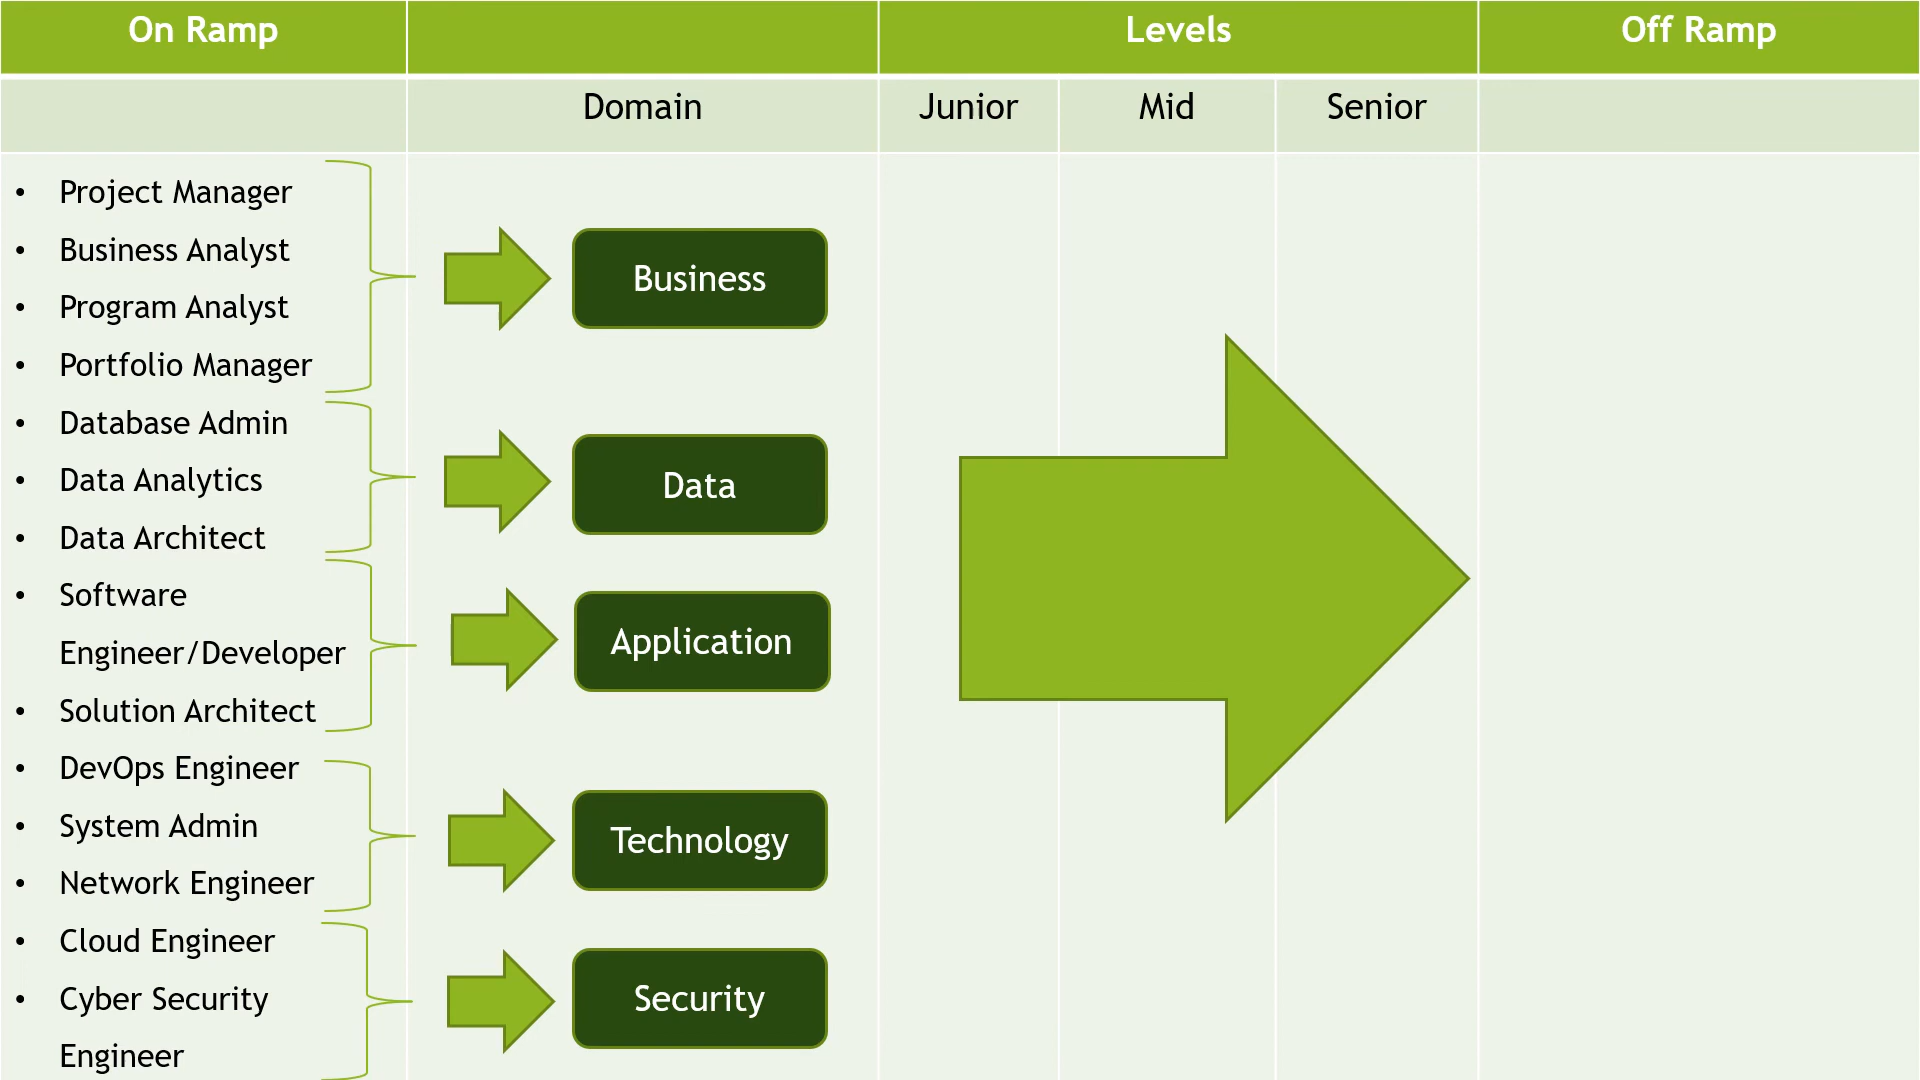 On Ramp
Levels
Off Ramp
Domain
Junior
Mid
Senior
• Project Manager
• Business Analyst
• Program Analyst
• Portfolio Manager
• Database Admin
• Data Analytics
• Data Architect
• Software
Engineer/Developer
• Solution Architect
• DevOps Engineer
• System Admin
• Network Engineer
• Cloud Engineer
• Cyber Security
Engineer
Business
Data
Application
Technology
Security